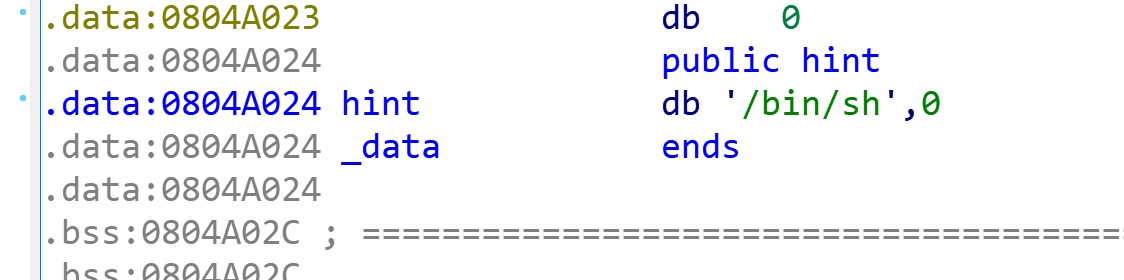 .data:0804A023 db 0
.data:0804A024 public hint
.data:0804A024 hint db '/bin/sh',0
.data:0804A024 _data ends
.data:0804A024
.bss:0804A02C ; ======================================
.bss:0804A02C